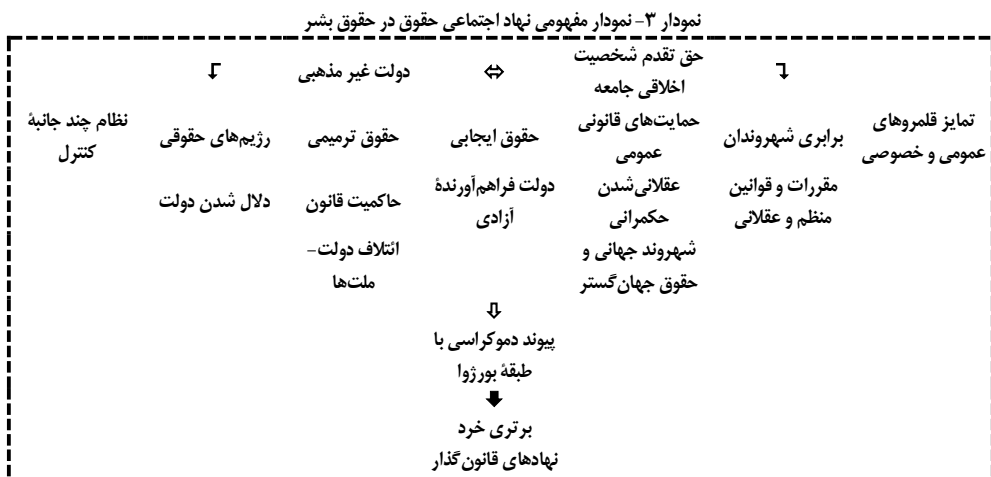 نمودار ۳- نمودار مفهومی نهاد اجتماعی حقوق در حقوق بشر
حق تقدم شخصیت
اخلاقی جامعه
⇔
دولت غیر مذهبی
تمایز قلمروهای
عمومی و خصوصی
برابری شهروندان
حمایت‌های قانونی
عمومی
حقوق ایجابی
حقوق ترمیمی
رژیم‌های حقوقی
نظام چند جانبهٔ
کنترل
مقررات و قوانین
منظم و عقلانی
عقلانی‌شدن
حکمرانی
دولت فراهم‌آورندهٔ
آزادی
حاکمیت قانون
دلال شدن دولت
شهروند جهانی و
حقوق جهان‌گستر
ائتلاف دولت-
ملت‌ها
پیوند دموکراسی با
طبقهٔ بورژوا
برتری خرد
نهادهای قانون‌گذار